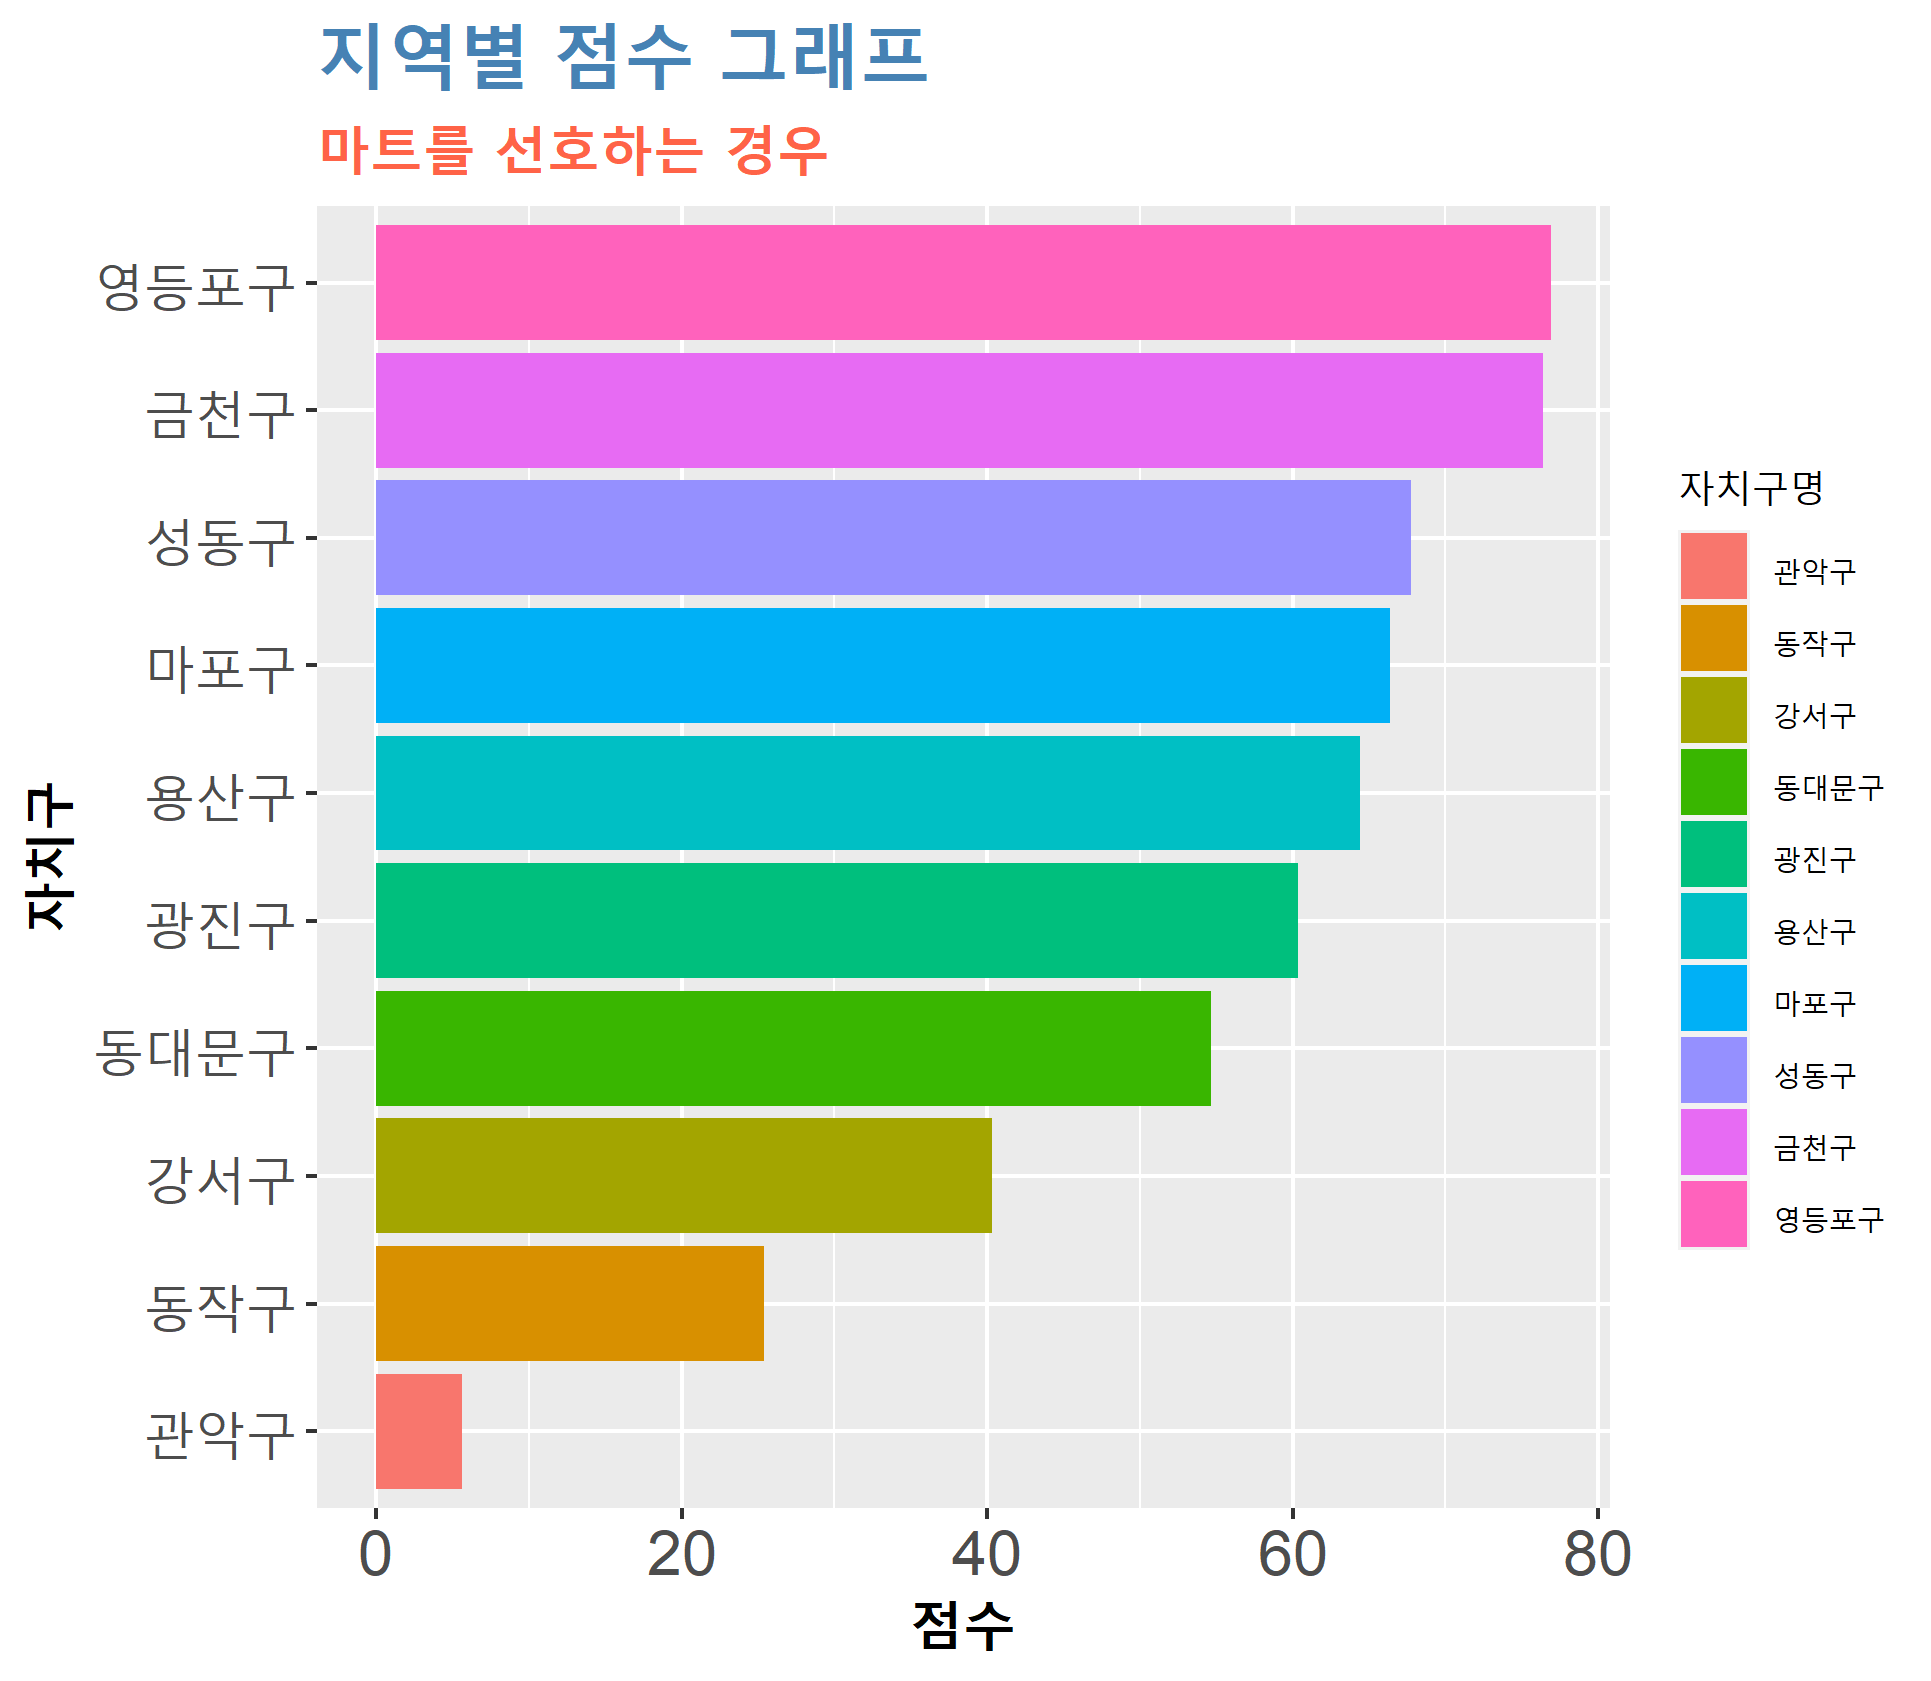 지역별 점수 그래프
마트를 선호하는 경우
영등포구
금천구
성동구
마포구
용산구
광진구
동대문구
강서구
동작구
관악구
자치구
0 20 40 60 80
점수
자치구명
관악구
동작구
강서구
동대문구
광진구
용산구
마포구
성동구
금천구
영등포구